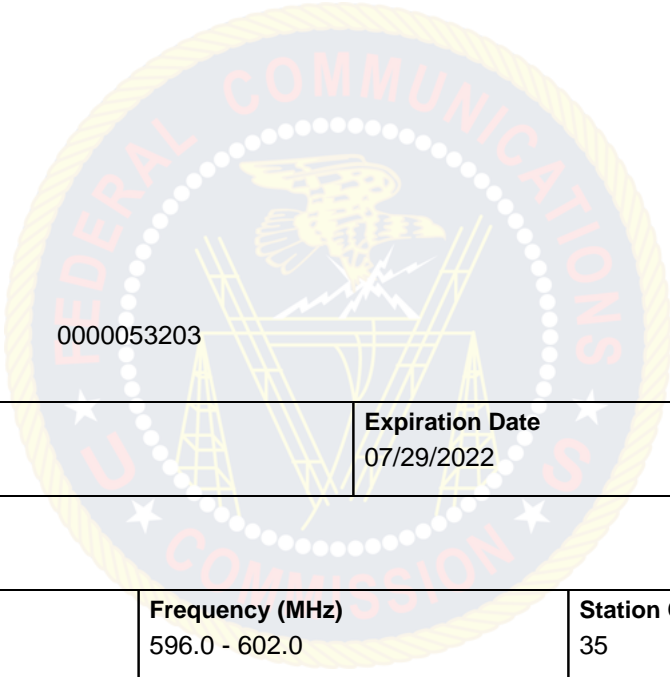 FEDERAL COMMUNICATIONS
COMMISSION
U S
0000053203
Expiration Date
07/29/2022
Frequency (MHz)
596.0 - 602.0
Station
35